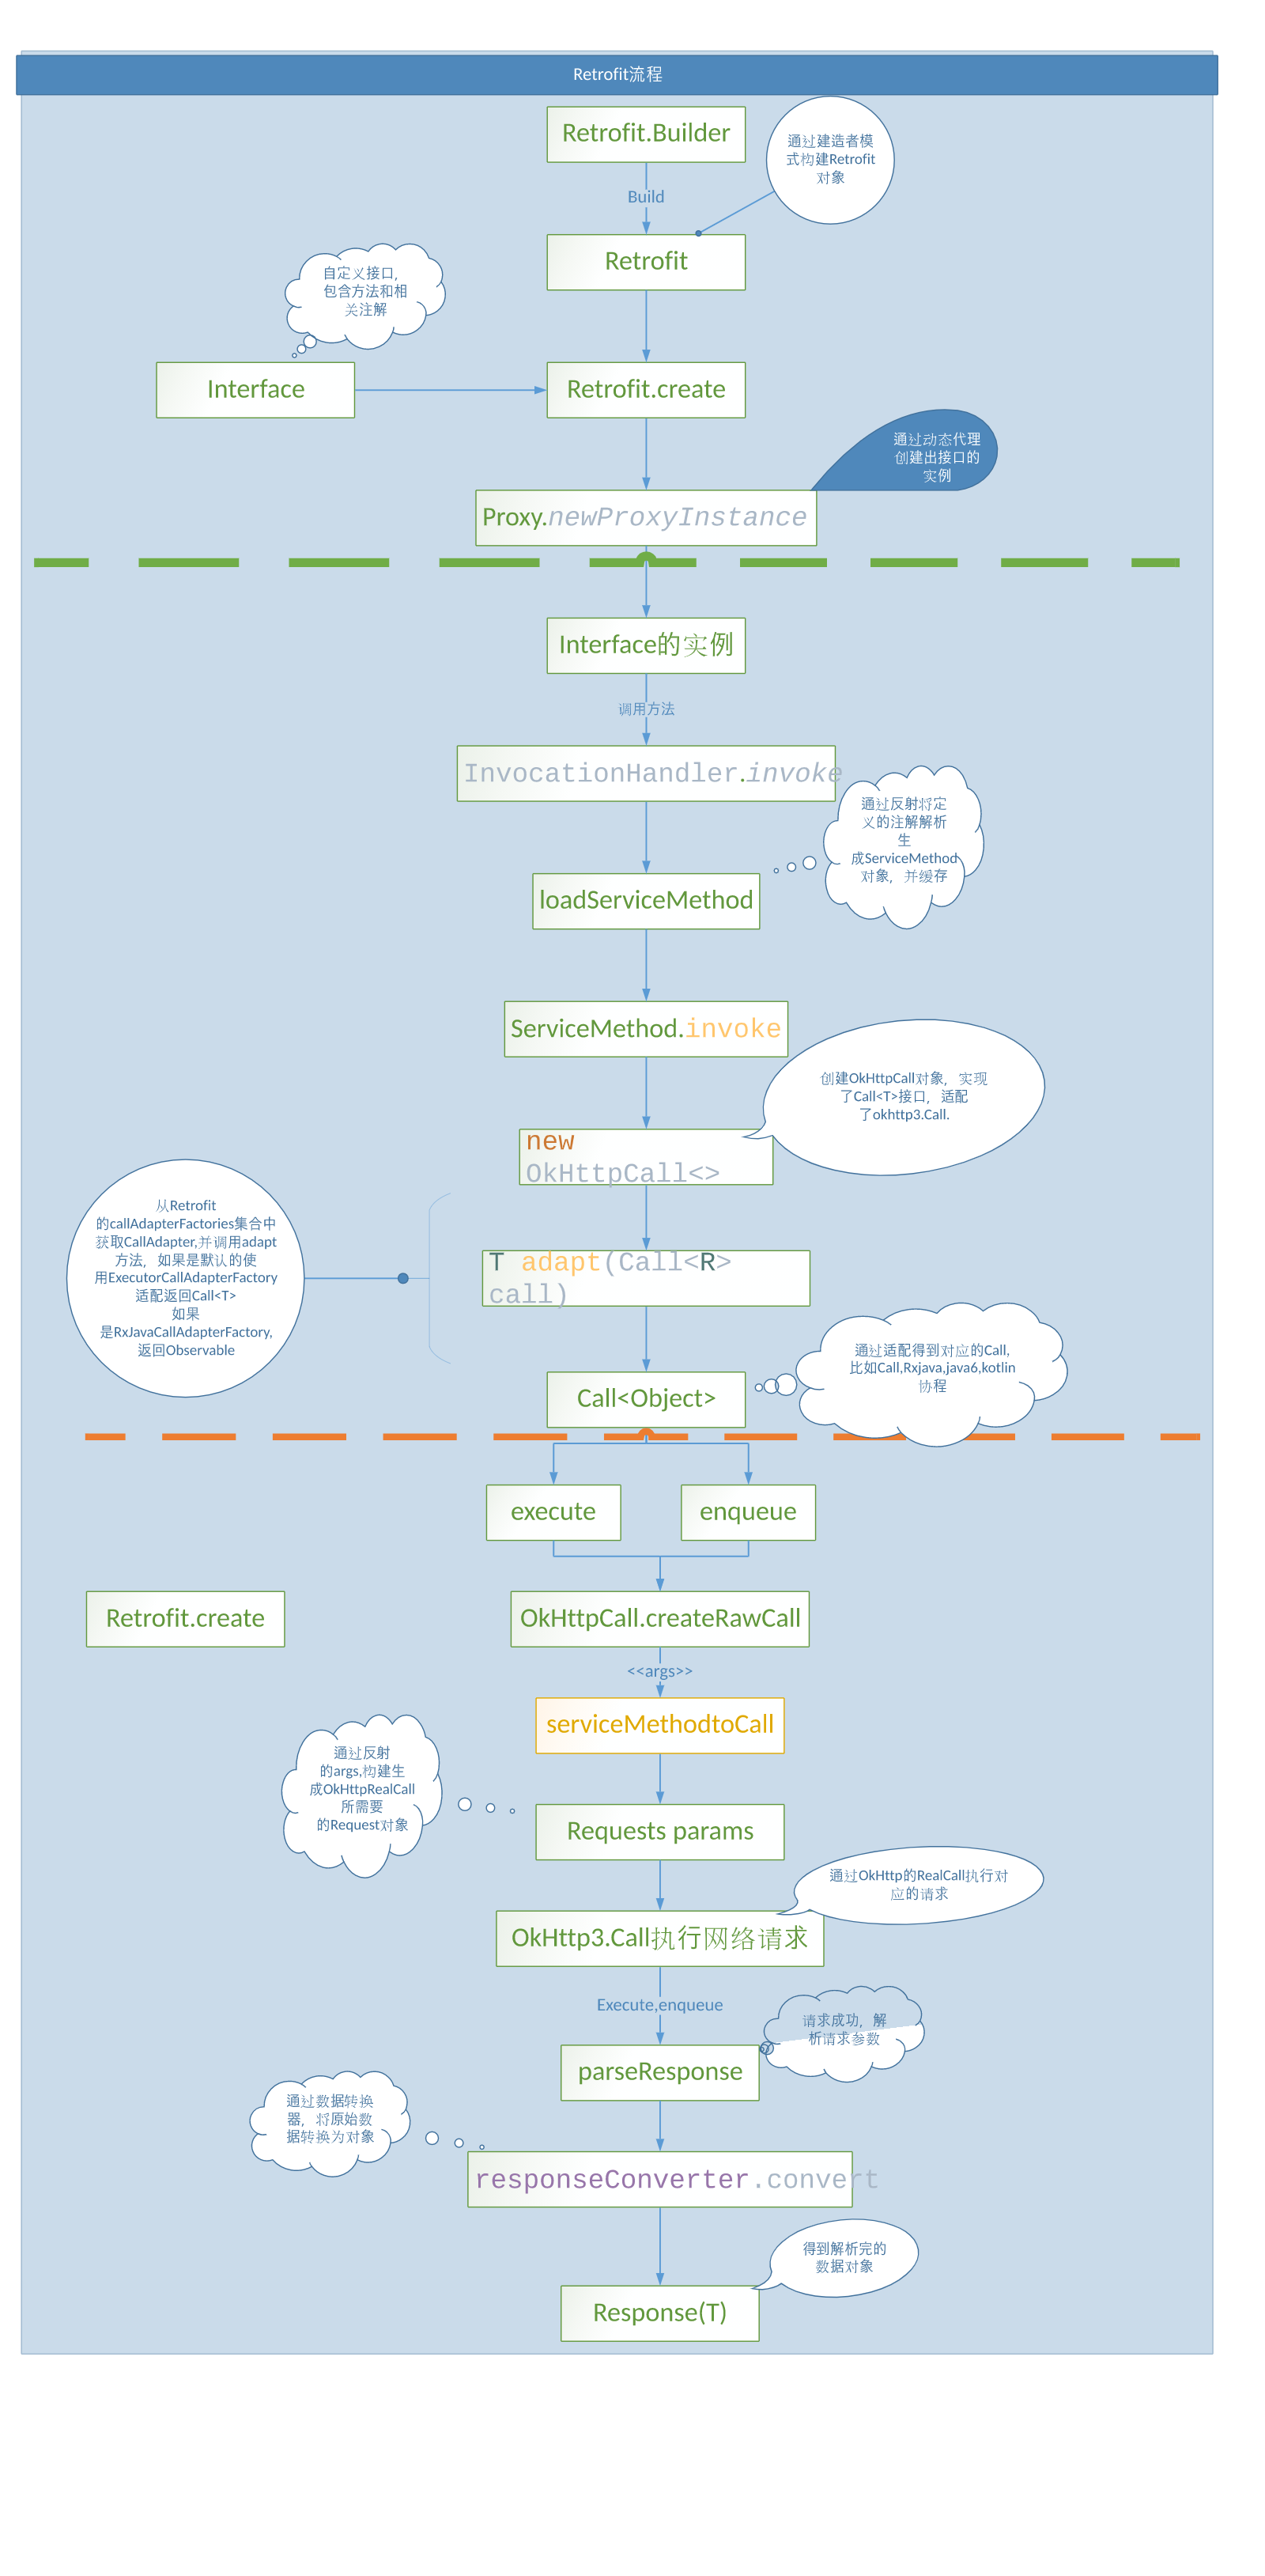 Retrofit流程
Retrofit.Builder
通过建造者模
式构建Retrofit
对象
Build
Retrofit
自定义接口,
包含方法和相
关注解
Interface
Retrofit.create
通过动态代理
创建出接口的
实例
Proxy.newProxyInstance
Interface的实例
调用方法
InvocationHandler.invoke
通过反射将定
义的注解解析
生
成ServiceMethod
对象，并缓存
loadServiceMethod
ServiceMethod.invoke
创建OkHttpCall对象，实现
了Call<T>接口，适配
了okhttp3.Call.
new
OkHttpCall<>
从Retrofit
的callAdapterFactories集合中
获取CallAdapter,并调用adapt
方法，如果是默认的使
用ExecutorCallAdapterFactory
适配返回Call<T>
如果
是RxJavaCallAdapterFactory,
返回Observable
T adapt(Call<R>
call)
通过适配得到对应的Call,
比如Call,Rxjava,java6,kotlin
协程
Call<Object>
execute
enqueue
Retrofit.create
OkHttpCall.createRawCall
<<args>>
serviceMethodtoCall
通过反射
的args,构建生
成OkHttpRealCall
所需要
的Request对象
Requests params
通过OkHttp的RealCall执行对
应的请求
OkHttp3.Call执行网络请求
Execute,enqueue
请求成功，解
析请求参数
parseResponse
通过数据转换
器，将原始数
据转换为对象
responseConverter.convert
得到解析完的
数据对象
Response(T)